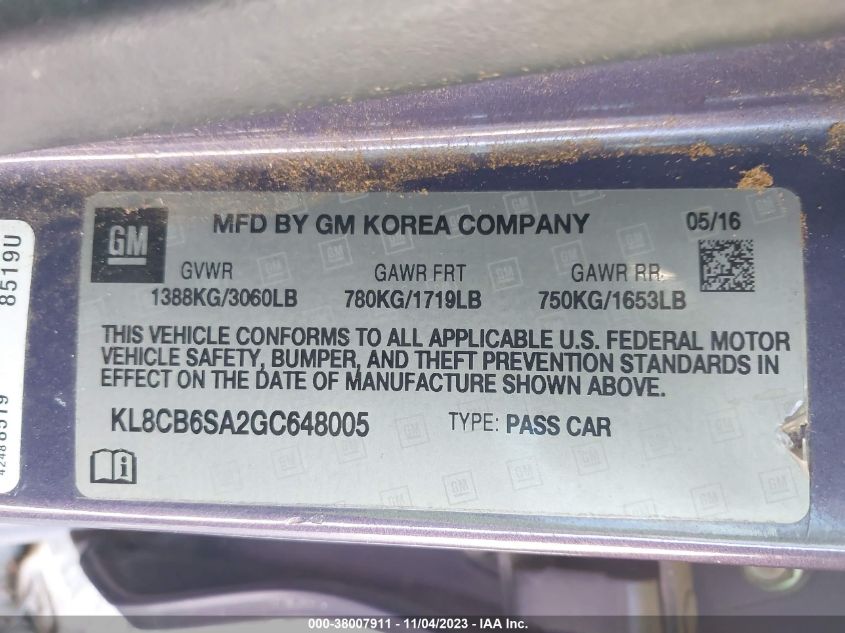 GM
MFD BY GM KOREA COMPANY
05/16
GVWR GAWR FRT GAWR RR
1388KG/3060LB 780KG/1719LB 750KG/1653LB
THIS VEHICLE CONFORMS TO ALL APPLICABLE U.S. FEDERAL MOTOR
VEHICLE SAFETY, BUMPER, AND THEFT PREVENTION STANDARDS IN
EFFECT ON THE DATE OF MANUFACTURE SHOWN ABOVE.
KL8CB6SA2GC648005 TYPE: PASS CAR
8519U
42488519
000-38007911 - 11/04/2023 - IAA Inc.